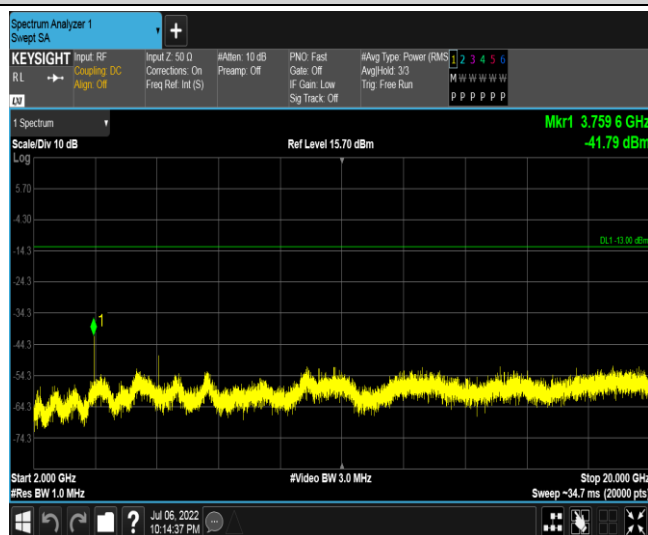 Spectrum Analyzer 1
Swept SA
+
KEYSIGHT Input: RF Input Z: 50 Ω #Atten: 10 dB PNO: Fast #Avg Type: Power (RMS 1 2 3 4 5 6
RL Coupling: DC Corrections: On Preamp: Off Gate: Off Avg|Hold: 3/3 M W W W W W
Align: Off Freq Ref: Int (S) IF Gain: Low Trig: Free Run
Sig Track: Off P P P P P P
LXI
1 Spectrum Mkr1 3.759 6 GHz
Scale/Div 10 dB Ref Level 15.70 dBm -41.79 dBm
Log
5.70
-4.30
DL1 -13.00 dBm
-14.3
-24.3
-34.3
1
-44.3
-54.3
-64.3
-74.3
Start 2.000 GHz #Video BW 3.0 MHz Stop 20.000 GHz
#Res BW 1.0 MHz Sweep ~34.7 ms (20000 pts)
? Jul 06, 2022
10:14:37 PM